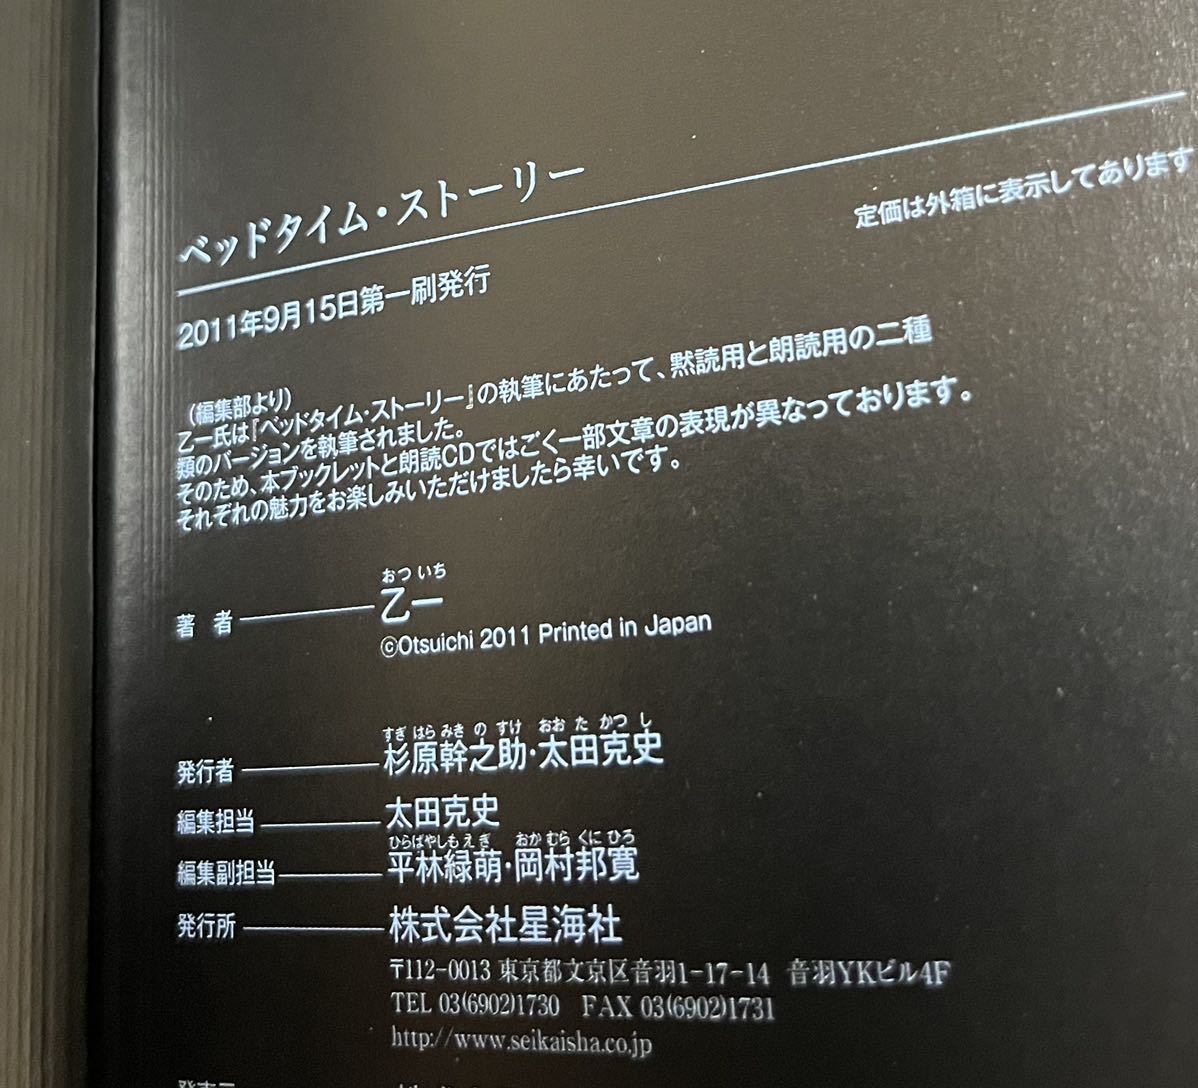 ベッドタイム・ストーリー
定価は外箱に表示してあります
2011年9月15日第一刷発行
（編集部より）
乙一氏は『ベッドタイム・ストーリー』の執筆にあたって、黙読用と朗読用の二種
類のバージョンを執筆されました。
そのため、本ブックレットと朗読CDではごく一部文章の表現が異なっております。
それぞれの魅力をお楽しみいただけましたら幸いです。
おついち
著者 乙一
©Otsuichi 2011 Printed in Japan
すぎはらみきのすけ おおたかつし
発行者 杉原幹之助・太田克史
編集担当 太田克史
ひらばやしもえぎ おかむらくにひろ
編集副担当 平林緑萌・岡村邦寛
発行所 株式会社星海社
〒112-0013 東京都文京区音羽1-17-14 音羽YKビル4F
TEL 03(6902)1730 FAX 03(6902)1731
http://www.seikaisha.co.jp